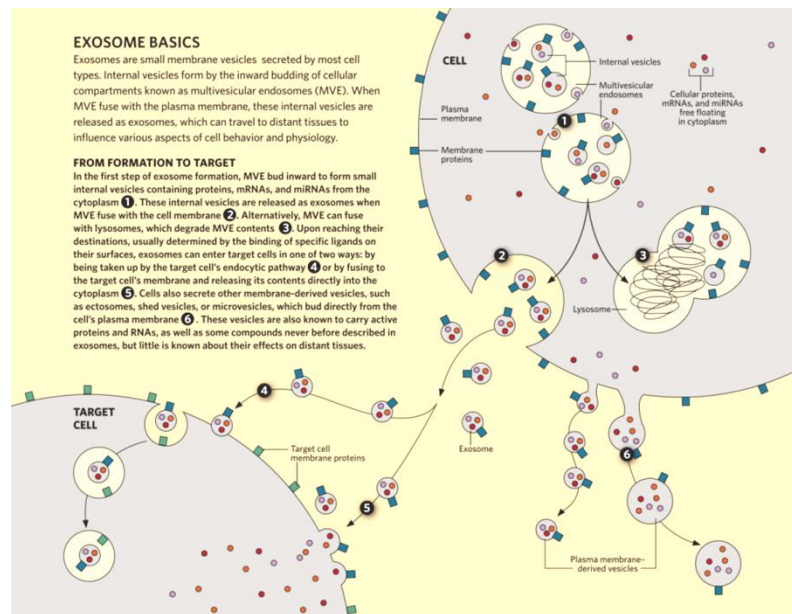 EXOSOME BASICS
Exosomes are small membrane vesicles secreted by most cell
types. Internal vesicles form by the inward budding of cellular
compartments known as multivesicular endosomes (MVE). When
MVE fuse with the plasma membrane, these internal vesicles are
released as exosomes, which can travel to distant tissues to
influence various aspects of cell behavior and physiology.
FROM FORMATION TO TARGET
In the first step of exosome formation, MVE bud inward to form small
internal vesicles containing proteins, mRNAs, and miRNAs from the
cytoplasm 1. These internal vesicles are released as exosomes when
MVE fuse with the cell membrane 2. Alternatively, MVE can fuse
with lysosomes, which degrade MVE contents 3. Upon reaching their
destinations, usually determined by the binding of specific ligands on
their surfaces, exosomes can enter target cells in one of two ways: by
being taken up by the target cell's endocytic pathway 4 or by fusing to
the target cell's membrane and releasing its contents directly into the
cytoplasm 5. Cells also secrete other membrane-derived vesicles, such
as ectosomes, shed vesicles, or microvesicles, which bud directly from the
cell's plasma membrane 6. These vesicles are also known to carry active
proteins and RNAs, as well as some compounds never before described in
exosomes, but little is known about their effects on distant tissues.
CELL
Internal vesicles
Multivesicular
endosomes
Cellular proteins,
mRNAs, and miRNAs
free floating
in cytoplasm
Plasma
membrane
Membrane
proteins
1
2
3
Lysosome
4
TARGET
CELL
Target cell
membrane proteins
Exosome
5
6
Plasma membrane–
derived vesicles